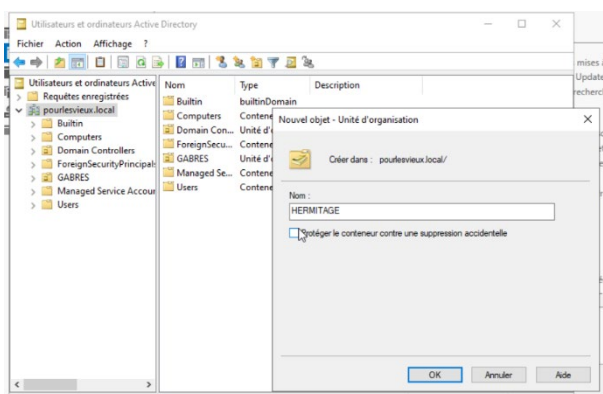 Utilisateurs et ordinateurs Active Directory
Fichier Action Affichage ?
Utilisateurs et ordinateurs Active
Requêtes enregistrées
pourlesvieux.local
Builtin
Computers
Domain Controllers
ForeignSecurityPrincipals
GABRES
Managed Service Accour
Users
Nom Type Description
Builtin builtinDomain
Computers Contene
Domain Con... Unité d'
ForeignSecu... Contene
GABRES Unité d'
Managed Se... Contene
Users Contene
Nouvel objet - Unité d'organisation
Créer dans : pourlesvieux.local/
Nom :
HERMITAGE
Protéger le conteneur contre une suppression accidentelle
OK Annuler Aide
mises
Update
recherc